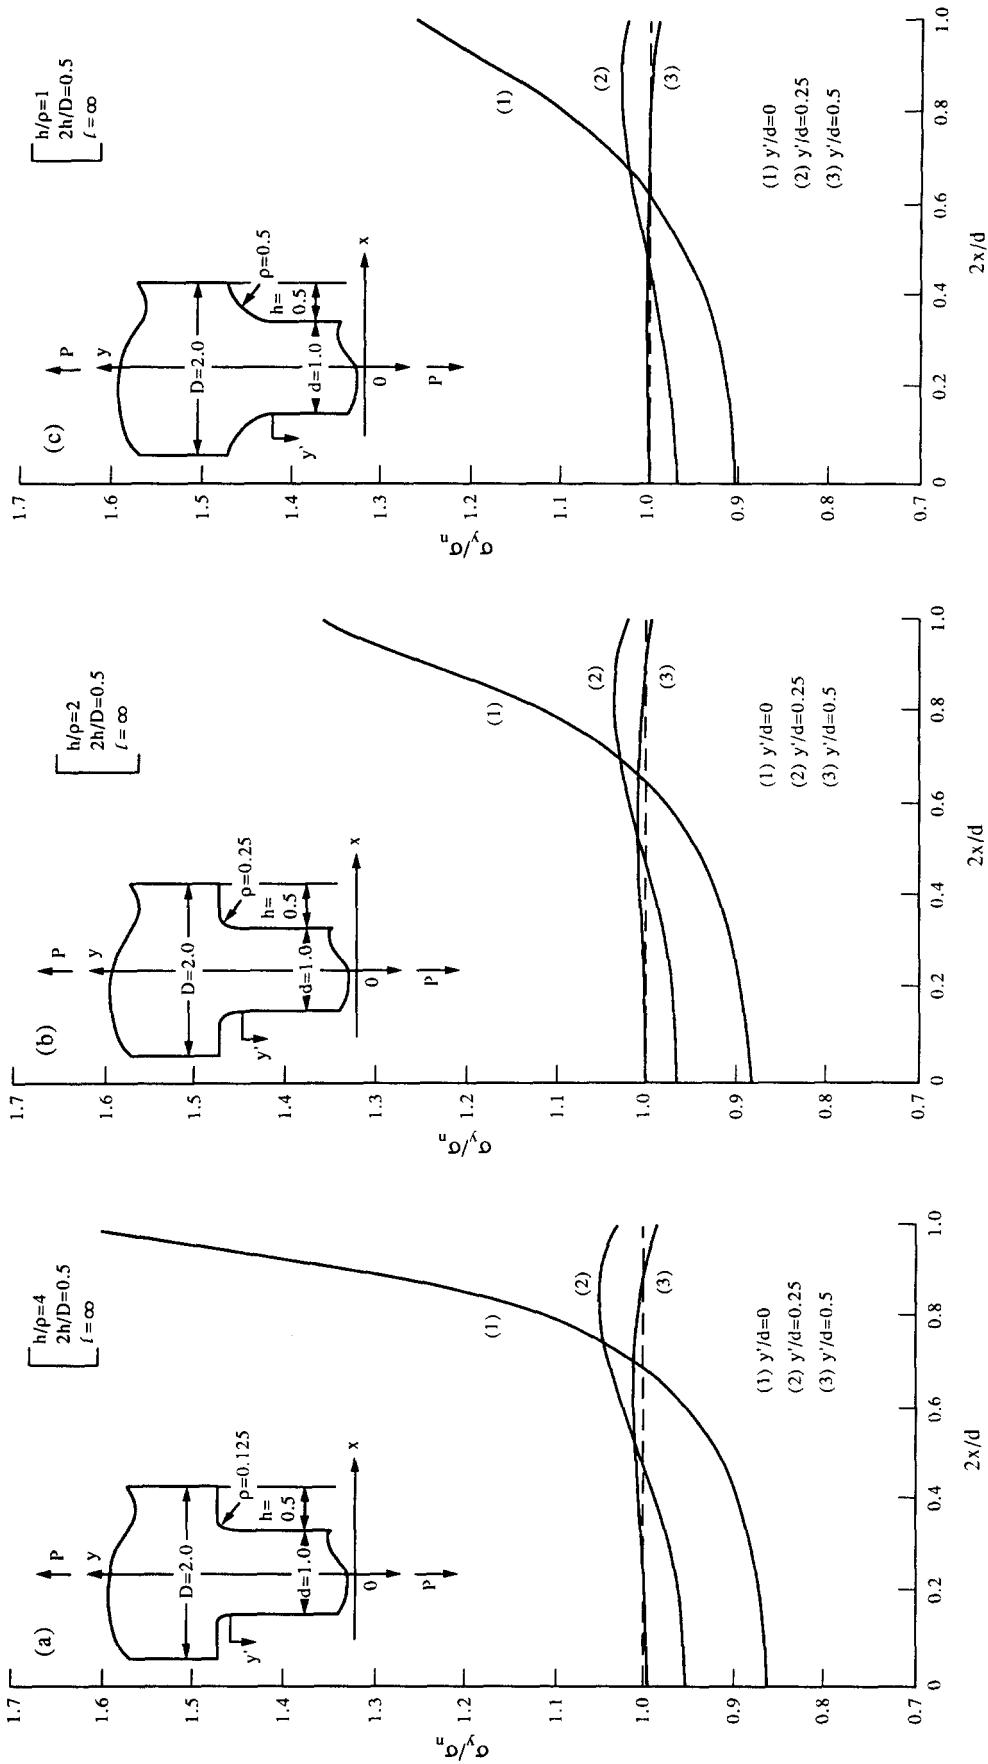 (a)
h/ρ=4
2h/D=0.5
l=∞
P
y
D=2.0
ρ=0.125
h=
0.5
d=1.0
y'
x
0
P
σy/σn
1.7
1.6
1.5
1.4
1.3
1.2
1.1
1.0
0.9
0.8
0.7
(1)
(2)
(3)
(1) y'/d=0
(2) y'/d=0.25
(3) y'/d=0.5
0
0.2
0.4
0.6
0.8
1.0
2x/d
(b)
h/ρ=2
2h/D=0.5
l=∞
P
y
D=2.0
ρ=0.25
h=
0.5
d=1.0
y'
x
0
P
σy/σn
1.7
1.6
1.5
1.4
1.3
1.2
1.1
1.0
0.9
0.8
0.7
(1)
(2)
(3)
(1) y'/d=0
(2) y'/d=0.25
(3) y'/d=0.5
0
0.2
0.4
0.6
0.8
1.0
2x/d
(c)
h/ρ=1
2h/D=0.5
l=∞
P
y
D=2.0
ρ=0.5
h=
0.5
d=1.0
y'
x
0
P
σy/σn
1.7
1.6
1.5
1.4
1.3
1.2
1.1
1.0
0.9
0.8
0.7
(1)
(2)
(3)
(1) y'/d=0
(2) y'/d=0.25
(3) y'/d=0.5
0
0.2
0.4
0.6
0.8
1.0
2x/d